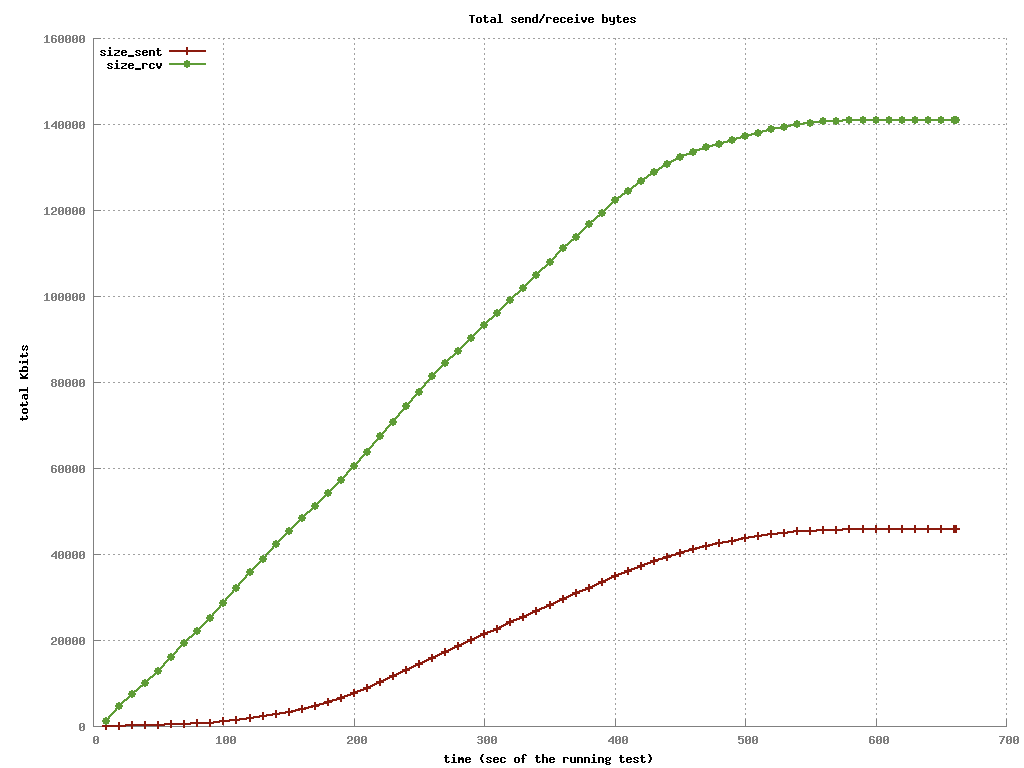 Total send/receive bytes
160000
size_sent
size_rcv
140000
120000
100000
total Kbits
80000
60000
40000
20000
0
0 100 200 300 400 500 600 700
time (sec of the running test)